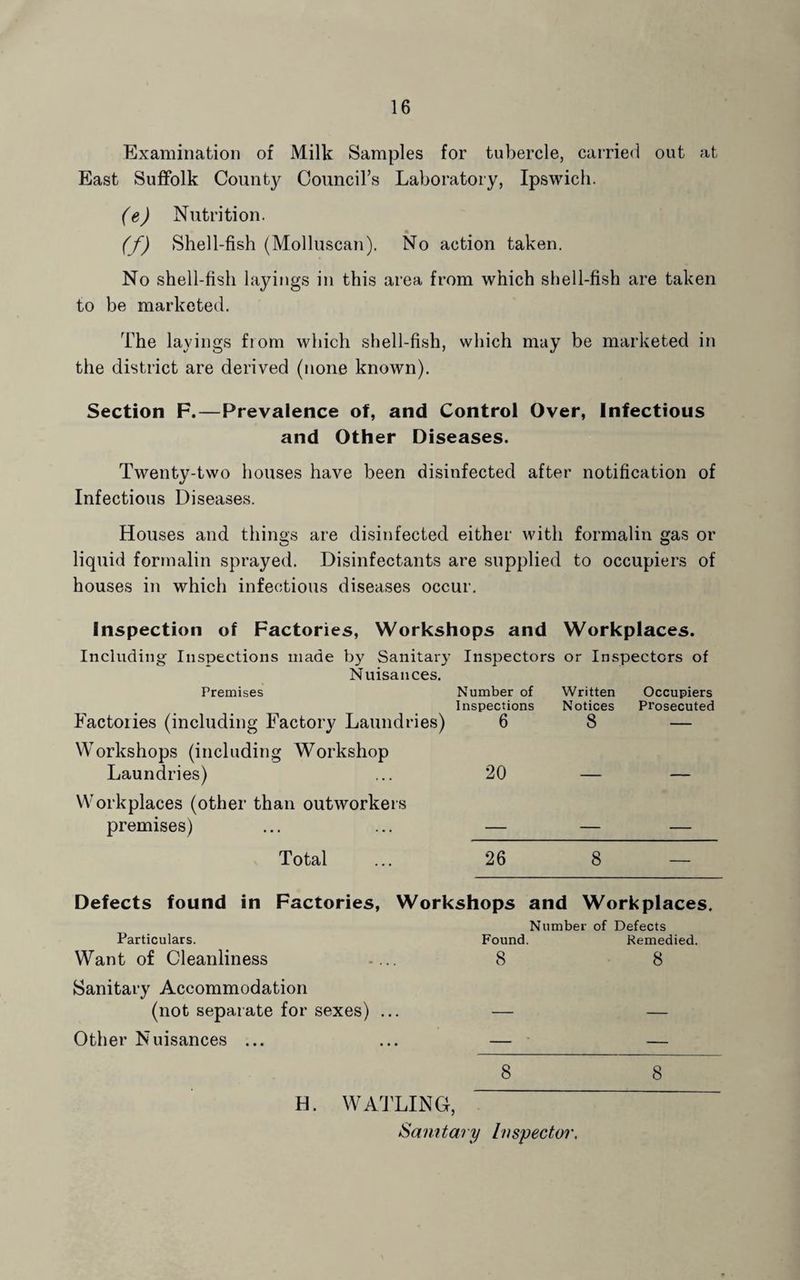 16
Examination of Milk Samples for tubercle, carried out at
East Suffolk County Council's Laboratory, Ipswich.
(e) Nutrition.
(f) Shell-fish (Molluscan). No action taken.
No shell-fish layings in this area from which shell-fish are taken
to be marketed.
The layings from which shell-fish, which may be marketed in
the district are derived (none known).
Section F.—Prevalence of, and Control Over, Infectious
and Other Diseases.
Twenty-two houses have been disinfected after notification of
Infectious Diseases.
Houses and things are disinfected either with formalin gas or
liquid formalin sprayed. Disinfectants are supplied to occupiers of
houses in which infectious diseases occur.
Inspection of Factories, Workshops and Workplaces.
Including Inspections made by Sanitary Inspectors or Inspectors of
Nuisances.
Premises Number of Written Occupiers
Inspections Notices Prosecuted
Factories (including Factory Laundries) 6 8 —
Workshops (including Workshop
Laundries) ... 20 — —
Workplaces (other than outworkers
premises) ... ... — — —
Total ... 26 8 —
Defects found in Factories, Workshops and Workplaces.
Number of Defects
Particulars. Found. Remedied.
Want of Cleanliness .... 8 8
Sanitary Accommodation
(not separate for sexes) ... — —
Other Nuisances ... ... — —
8 8
H. WATLING,
Sanitary Inspector.